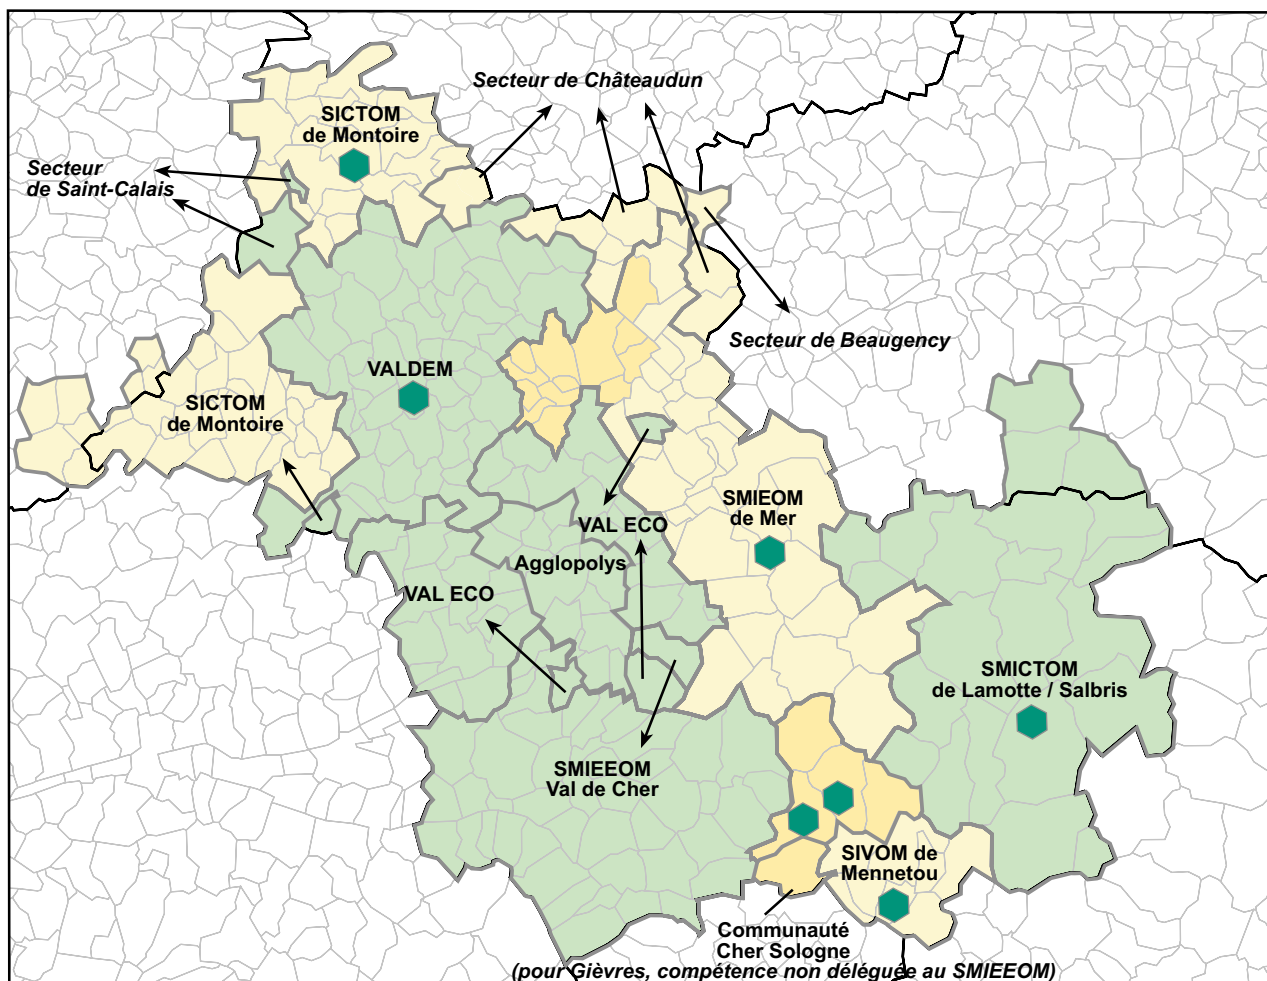 Secteur de Châteaudun
SICTOM
de Montoire
Secteur
de Saint-Calais
Secteur de Beaugency
VALDEM
SICTOM
de Montoire
SMIEOM
de Mer
VAL ECO
Agglopolys
VAL ECO
SMICTOM
de Lamotte / Salbris
SMIEEOM
Val de Cher
SIVOM de
Mennetou
Communauté
Cher Sologne
(pour Gièvres, compétence non déléguée au SMIEEOM)